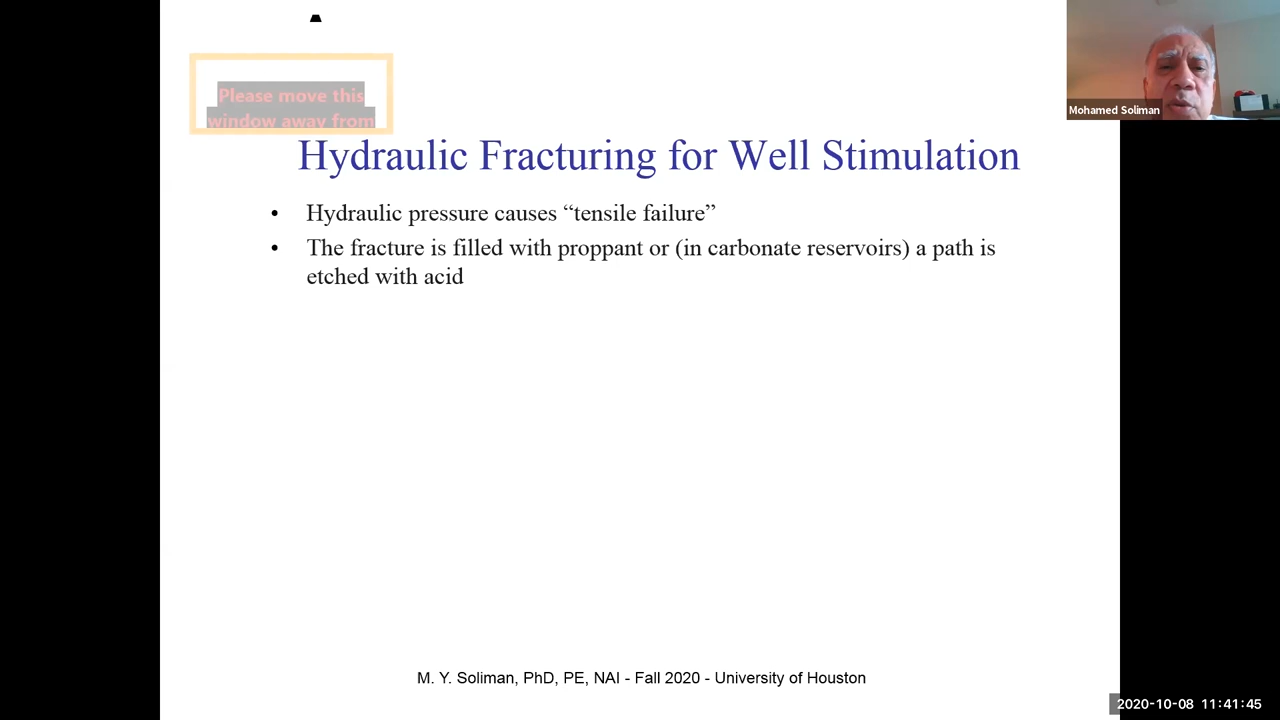 Please move this
window away from
Mohamed Soliman
Hydraulic Fracturing for Well Stimulation
• Hydraulic pressure causes “tensile failure”
• The fracture is filled with proppant or (in carbonate reservoirs) a path is
etched with acid
M. Y. Soliman, PhD, PE, NAI - Fall 2020 - University of Houston
2020-10-08 11:41:45